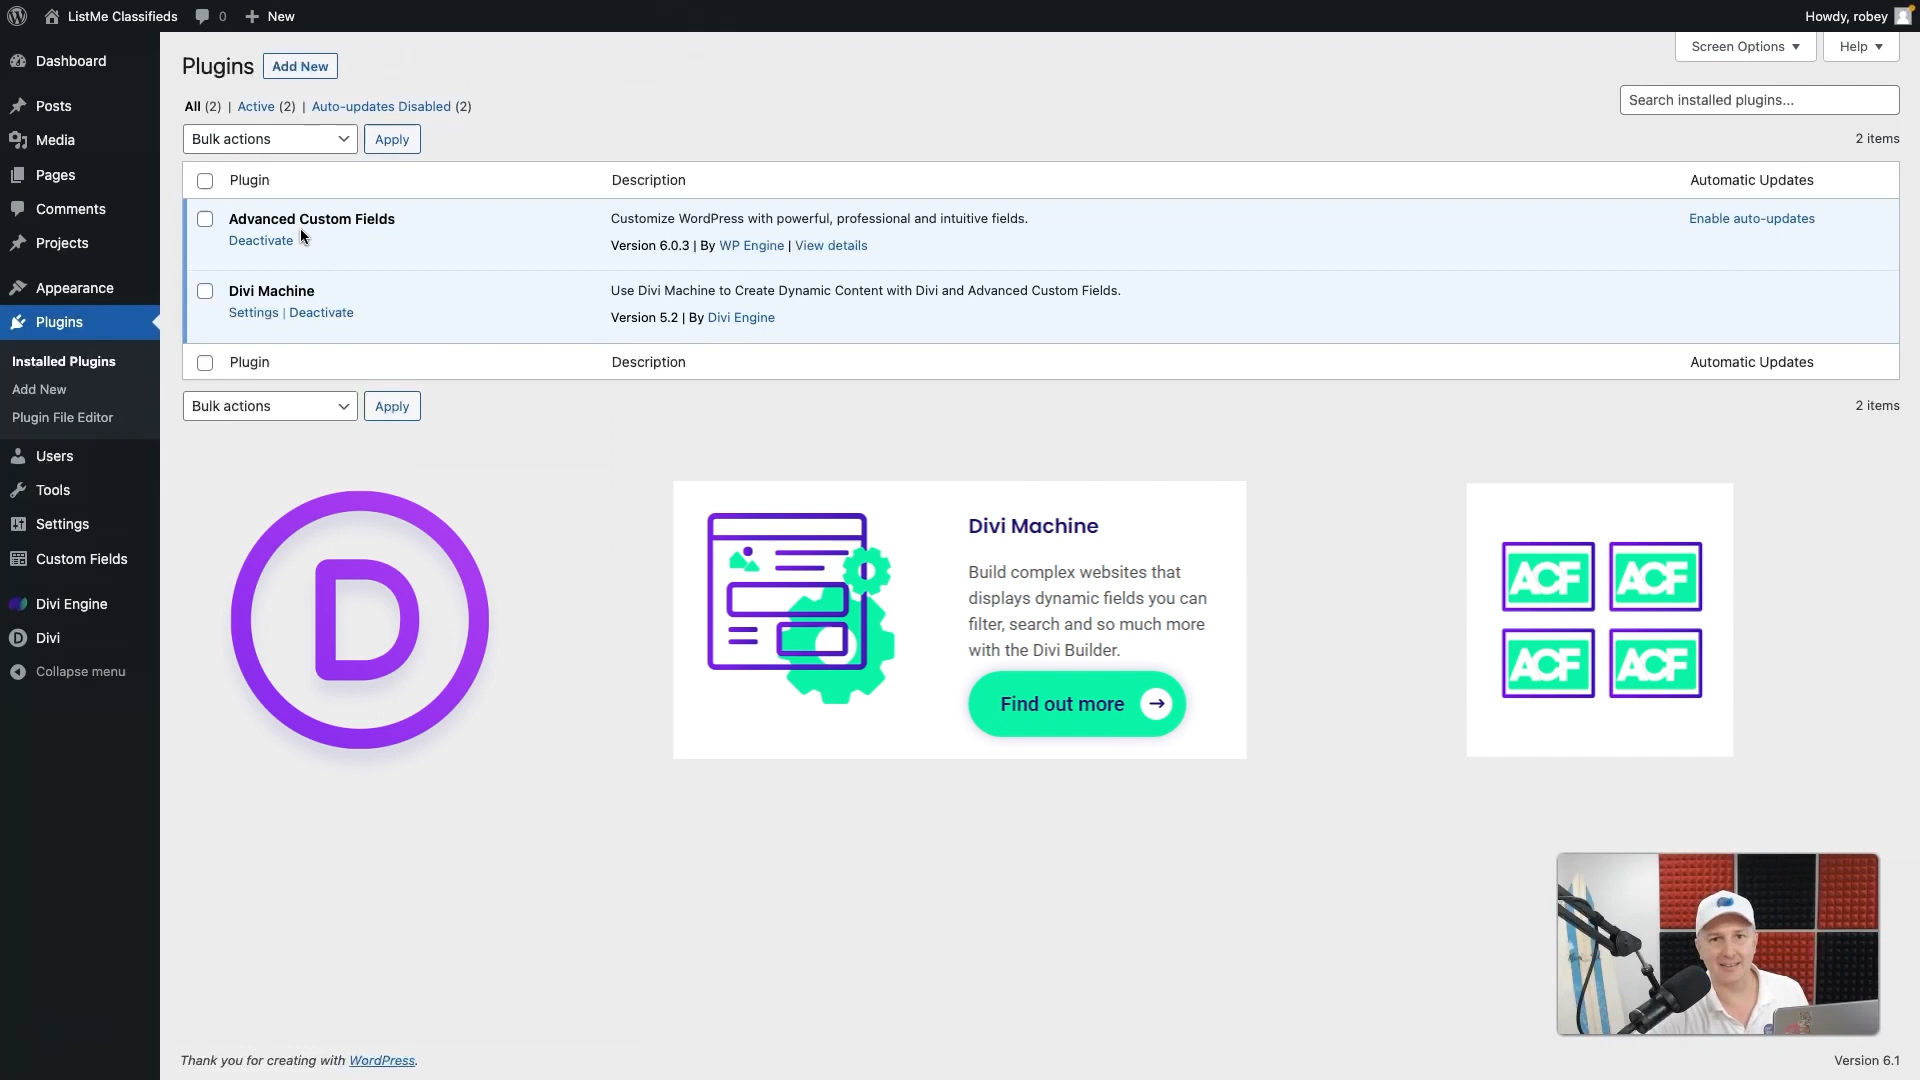 ListMe Classifieds 0 New Howdy, robey
Screen Options Help
Dashboard
Posts
Media
Pages
Comments
Projects
Appearance
Plugins
Installed Plugins
Add New
Plugin File Editor
Users
Tools
Settings
Custom Fields
Divi Engine
Divi
Collapse menu
Plugins Add New
All (2) | Active (2) | Auto-updates Disabled (2)
Search installed plugins...
Bulk actions Apply 2 items
Plugin Description Automatic Updates
Advanced Custom Fields Customize WordPress with powerful, professional and intuitive fields. Enable auto-updates
Deactivate Version 6.0.3 | By WP Engine | View details
Divi Machine Use Divi Machine to Create Dynamic Content with Divi and Advanced Custom Fields.
Settings | Deactivate Version 5.2 | By Divi Engine
Plugin Description Automatic Updates
Bulk actions Apply 2 items
D
Divi Machine
Build complex websites that
displays dynamic fields you can
filter, search and so much more
with the Divi Builder.
Find out more
ACF ACF
ACF ACF
Thank you for creating with WordPress. Version 6.1